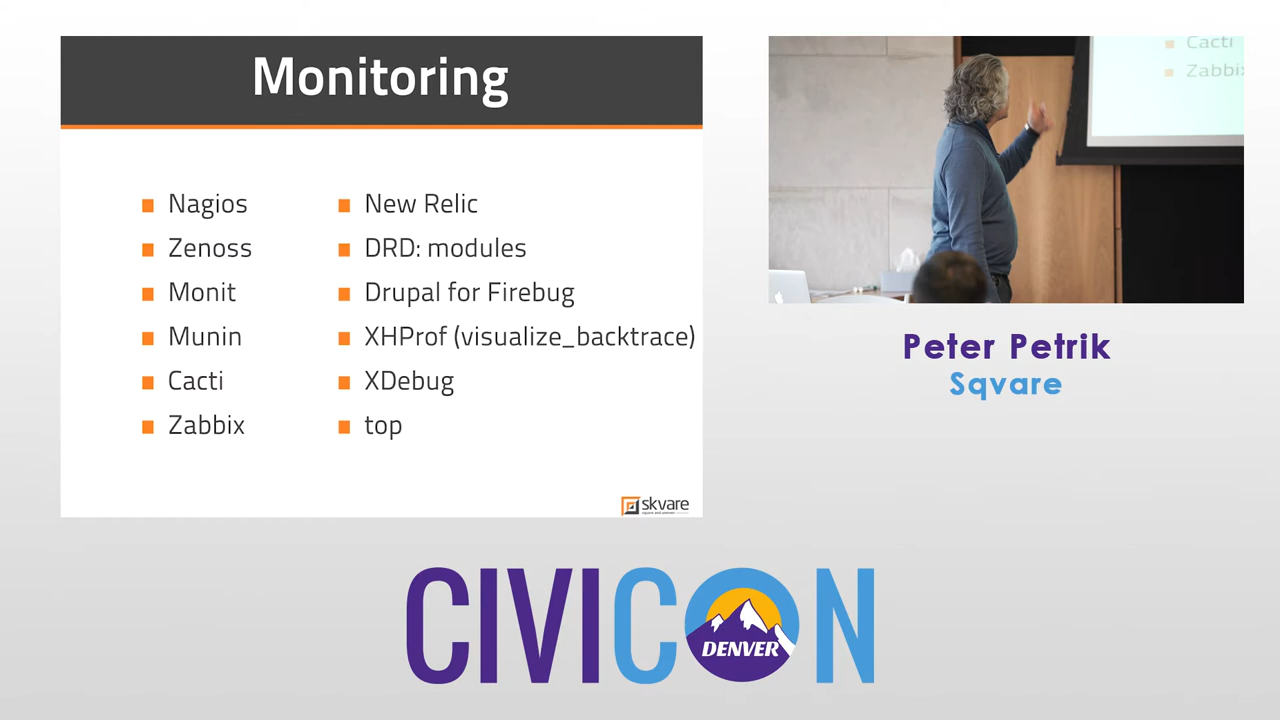 Monitoring
Nagios
Zenoss
Monit
Munin
Cacti
Zabbix
New Relic
DRD: modules
Drupal for Firebug
XHProf (visualize_backtrace)
XDebug
top
skvare
Cacti
Zabbix
Peter Petrik
Sqvare
CIVICON
DENVER